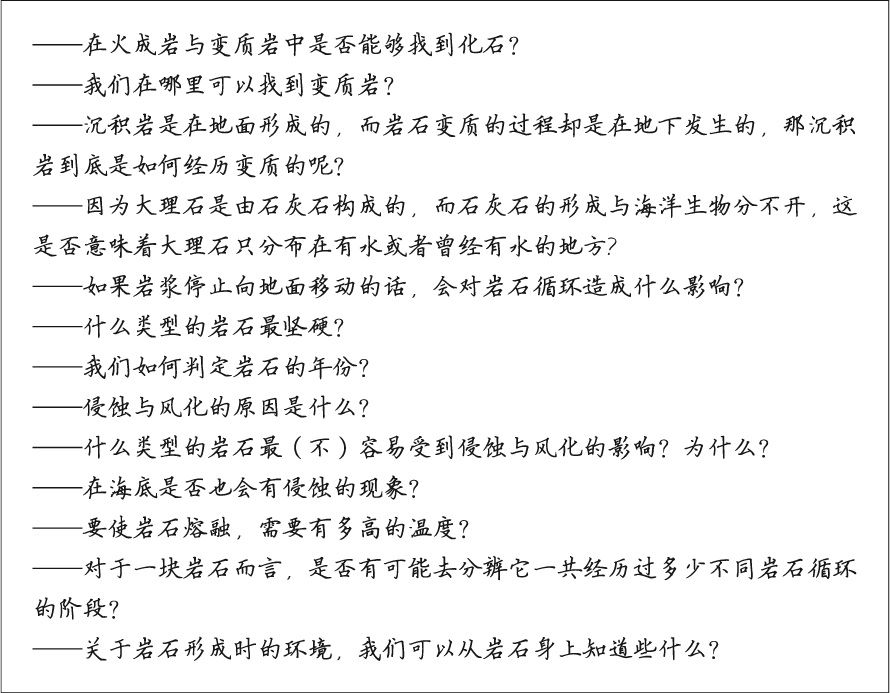 ——在火成岩与变质岩中是否能够找到化石？
——我们在哪里可以找到变质岩？
——沉积岩是在地面形成的，而岩石变质的过程却是在地下发生的，那沉积
岩到底是如何经历变质的呢？
——因为大理石是由石灰石构成的，而石灰石的形成与海洋生物分不开，这
是否意味着大理石只分布在有水或者曾经有水的地方？
——如果岩浆停止向地面移动的话，会对岩石循环造成什么影响？
——什么类型的岩石最坚硬？
——我们如何判定岩石的年份？
——侵蚀与风化的原因是什么？
——什么类型的岩石最（不）容易受到侵蚀与风化的影响？为什么？
——在海底是否也会有侵蚀的现象？
——要使岩石熔融，需要有多高的温度？
——对于一块岩石而言，是否有可能去分辨它一共经历过多少不同岩石循环
的阶段？
——关于岩石形成时的环境，我们可以从岩石身上知道些什么？